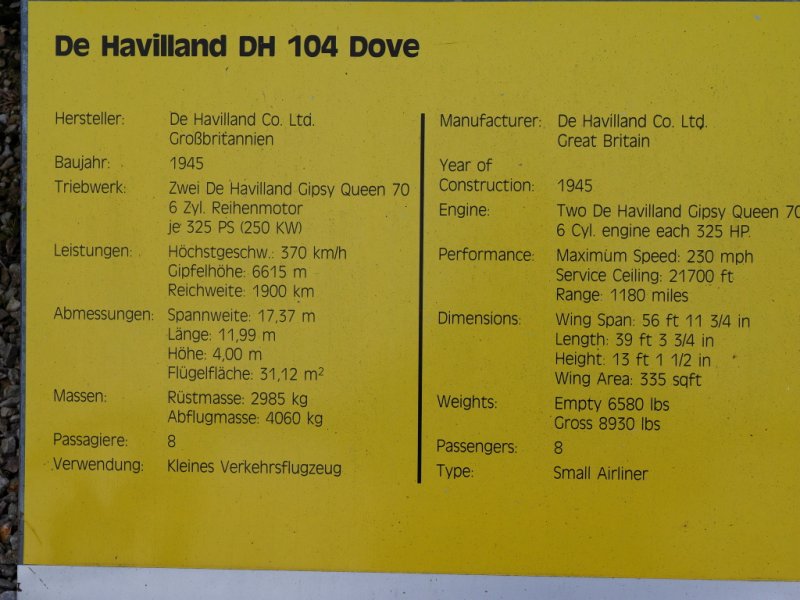 De Havilland DH 104 Dove
Hersteller: De Havilland Co. Ltd.
Großbritannien
Baujahr: 1945
Triebwerk: Zwei De Havilland Gipsy Queen 70
6 Zyl. Reihenmotor
je 325 PS (250 KW)
Leistungen: Höchstgeschw.: 370 km/h
Gipfelhöhe: 6615 m
Reichweite: 1900 km
Abmessungen: Spannweite: 17,37 m
Länge: 11,99 m
Höhe: 4,00 m
Flügelfläche: 31,12 m²
Massen: Rüstmasse: 2985 kg
Abflugmasse: 4060 kg
Passagiere: 8
Verwendung: Kleines Verkehrsflugzeug
Manufacturer: De Havilland Co. Ltd.
Great Britain
Year of
Construction: 1945
Engine: Two De Havilland Gipsy Queen 70
6 Cyl. engine each 325 HP.
Performance: Maximum Speed: 230 mph
Service Ceiling: 21700 ft
Range: 1180 miles
Dimensions: Wing Span: 56 ft 11 3/4 in
Length: 39 ft 3 3/4 in
Height: 13 ft 1 1/2 in
Wing Area: 335 sqft
Weights: Empty 6580 lbs
Gross 8930 lbs
Passengers: 8
Type: Small Airliner